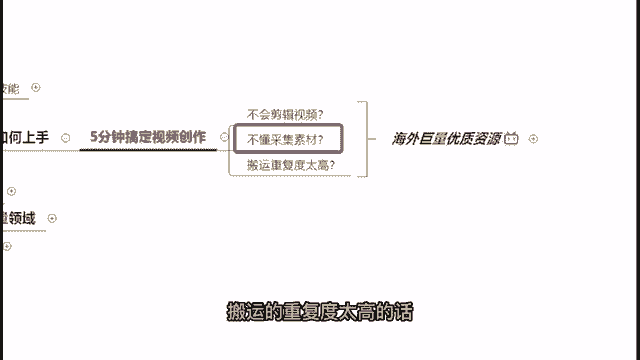 技能
不会剪辑视频?
如何上手
5分钟搞定视频创作
不懂采集素材?
海外巨量优质资源
搬运重复度太高?
领域
搬运的重复度太高的话